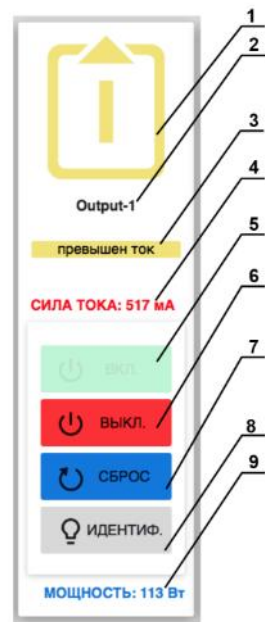 1
2
Output-1
3
превышен ток
4
СИЛА ТОКА: 517 мА
5
ВКЛ.
6
ВЫКЛ.
7
СБРОС
8
ИДЕНТИФ.
9
МОЩНОСТЬ: 113 Вт